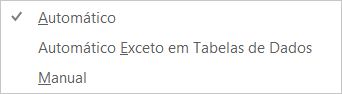 Automático
Automático Exceto em Tabelas de Dados
Manual